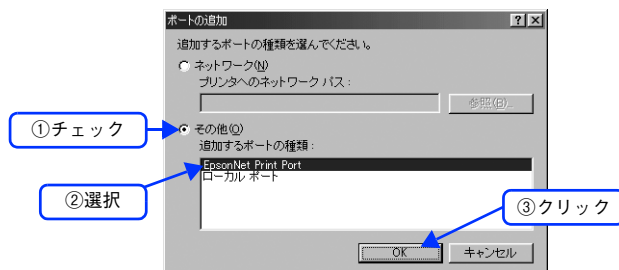 ポートの追加
追加するポートの種類を選んでください。
ネットワーク(N)
プリンタへのネットワーク パス:
参照(B)...
①チェック
その他(O)
追加するポートの種類:
EpsonNet Print Port
ローカル ポート
②選択
③クリック
OK
キャンセル